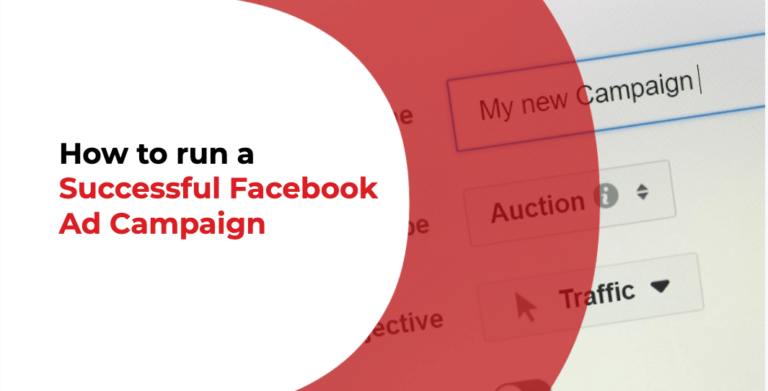 How to run a
Successful Facebook
Ad Campaign
My new Campaign
Auction
Traffic